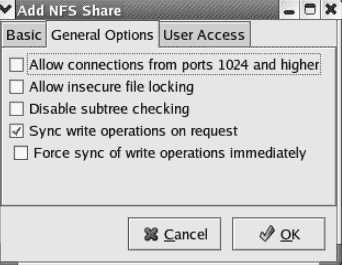 Add NFS Share
Basic General Options User Access
Allow connections from ports 1024 and higher
Allow insecure file locking
Disable subtree checking
Sync write operations on request
Force sync of write operations immediately
Cancel OK